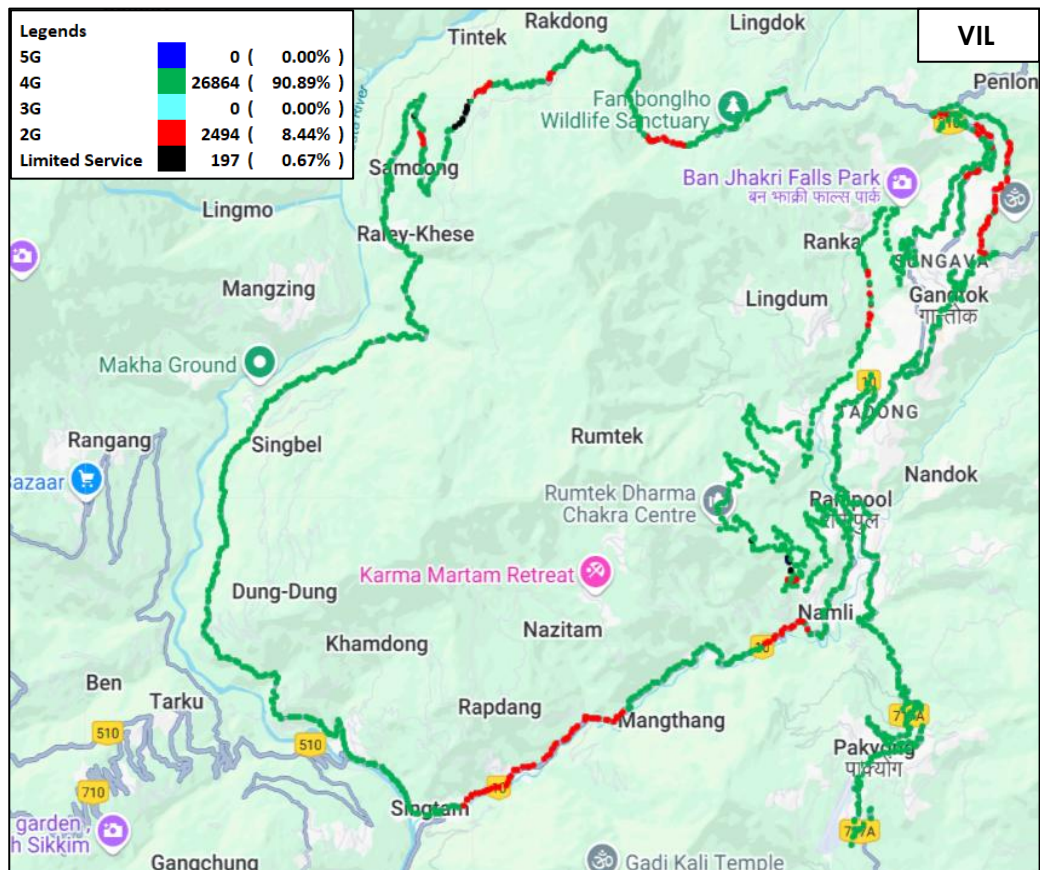 Legends
5G 0 ( 0.00% )
4G 26864 ( 90.89% )
3G 0 ( 0.00% )
2G 2494 ( 8.44% )
Limited Service 197 ( 0.67% )
VIL
Rakdong
Lingdok
Tintek
Penlon
Fambonglho
Wildlife Sanctuary
Samdong
Ban Jhakri Falls Park
बन झाक्री फाल्स पार्क
Lingmo
Raley-Khese
Ranka
SUNGAVA
Mangzing
Lingdum
Gangtok
गान्तोक
Makha Ground
10
TADONG
Rangang
Singbel
Rumtek
Nandok
Bazaar
Rumtek Dharma
Chakra Centre
Ranipool
Karma Martam Retreat
Dung-Dung
Namli
Nazitam
Khamdong
10
Ben
Tarku
Rapdang
Mangthang
510
510
Pakyong
पाक्योंग
710
10
Singtam
garden,
h Sikkim
717A
Gangchung
Gadi Kali Temple